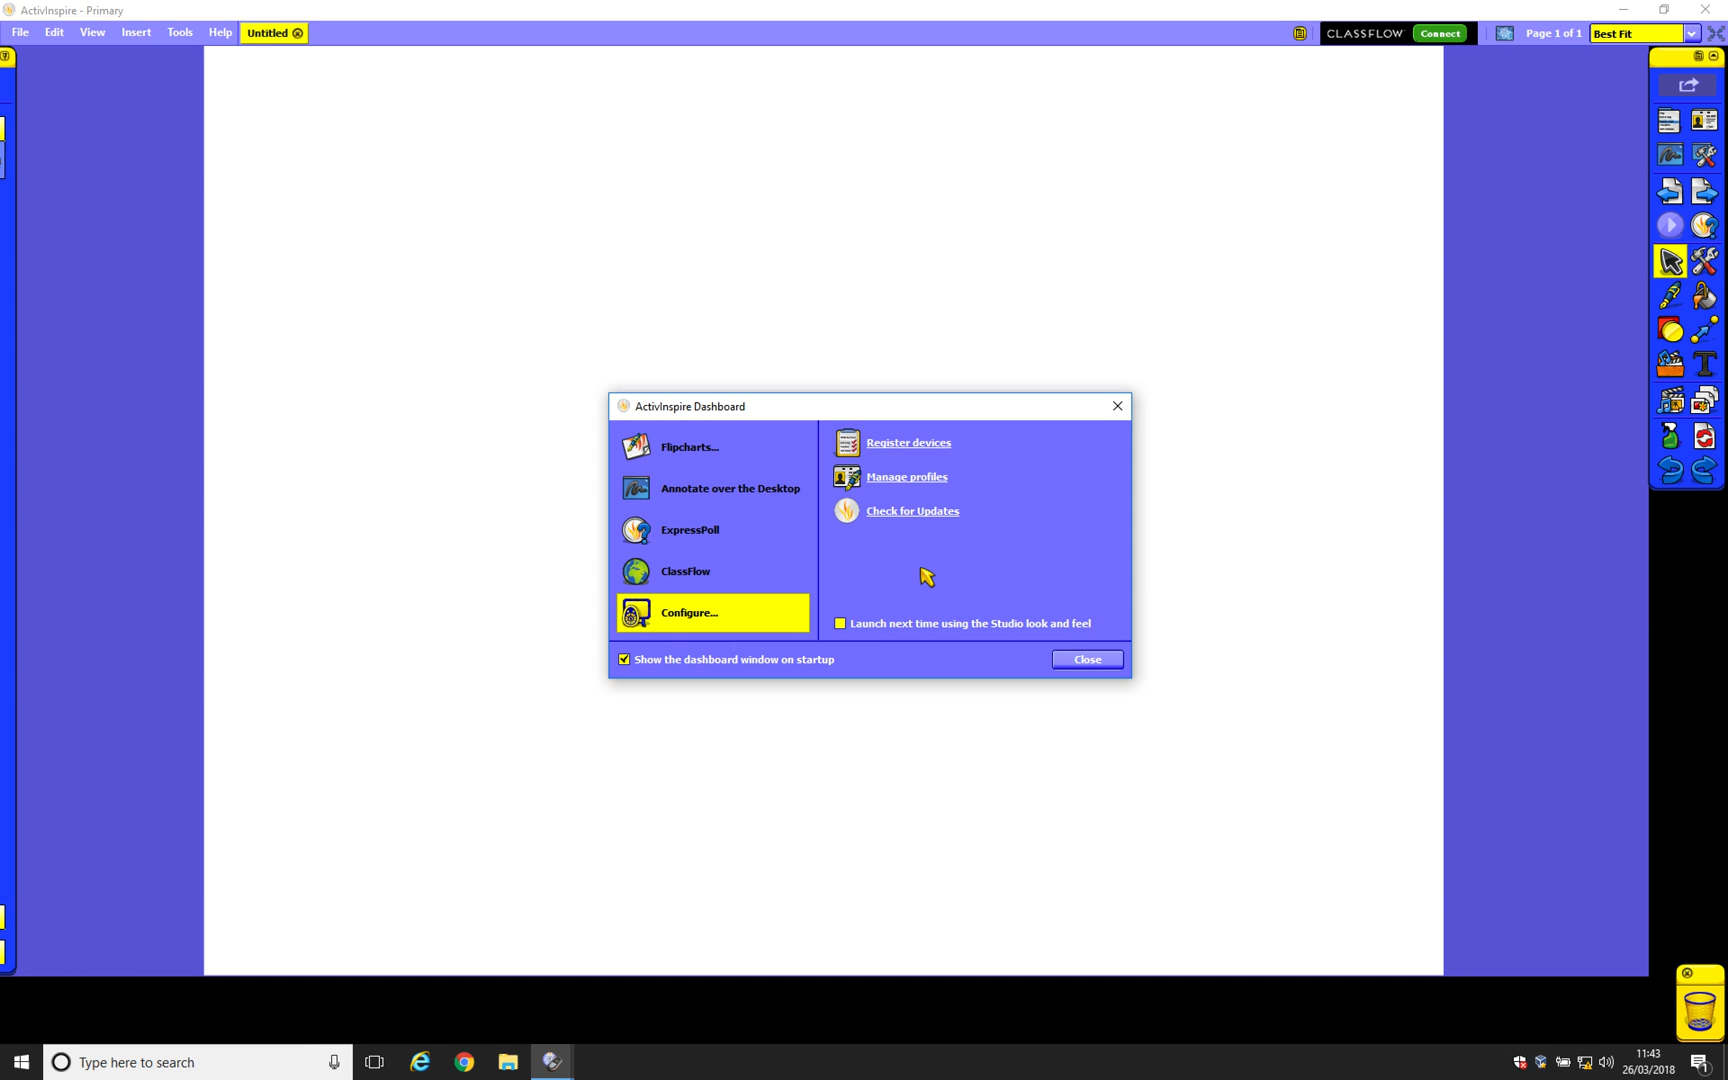 ActivInspire - Primary
File Edit View Insert Tools Help Untitled CLASSFLOW Connect Page 1 of 1 Best Fit
ActivInspire Dashboard
Flipcharts...
Annotate over the Desktop
ExpressPoll
ClassFlow
Configure...
Register devices
Manage profiles
Check for Updates
Launch next time using the Studio look and feel
Show the dashboard window on startup
Close
Type here to search
11:43
26/03/2018
1